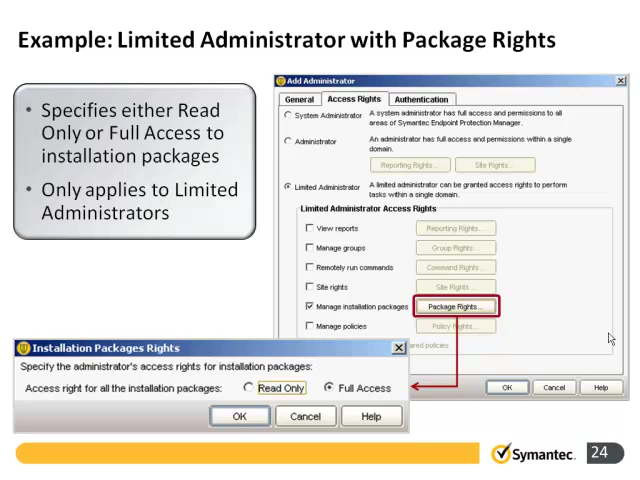 Example: Limited Administrator with Package Rights
• Specifies either Read
Only or Full Access to
installation packages
• Only applies to Limited
Administrators
Add Administrator
General Access Rights Authentication
System Administrator A system administrator has full access and permissions to all
areas of Symantec Endpoint Protection Manager.
Administrator An administrator has full access and permissions within a single
domain.
Reporting Rights... Site Rights...
Limited Administrator A limited administrator can be granted access rights to perform
tasks within a single domain.
Limited Administrator Access Rights
View reports Reporting Rights...
Manage groups Group Rights...
Remotely run commands Command Rights...
Site rights Site Rights...
Manage installation packages Package Rights...
Manage policies Policy Rights...
ared policies
OK Cancel Help
Installation Packages Rights
Specify the administrator's access rights for installation packages:
Access right for all the installation packages: Read Only Full Access
OK Cancel Help
Symantec.
24